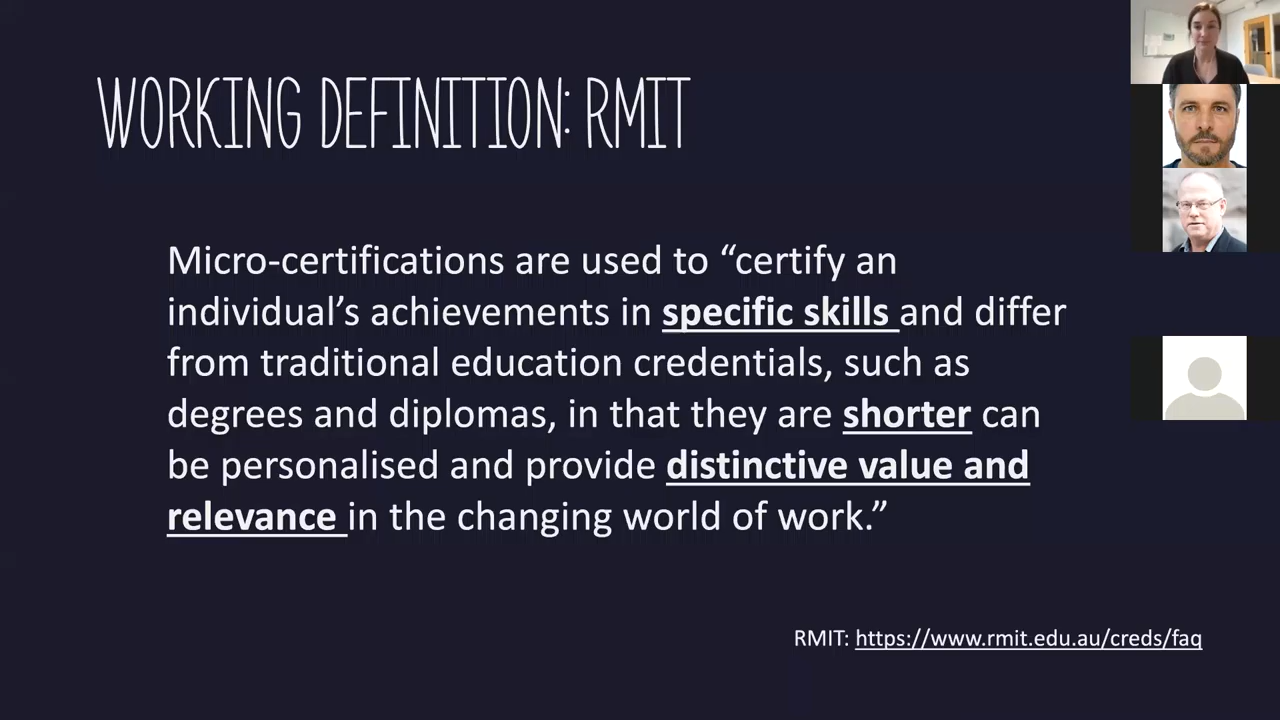 WORKING DEFINITION: RMIT
Micro-certifications are used to “certify an
individual’s achievements in specific skills and differ
from traditional education credentials, such as
degrees and diplomas, in that they are shorter can
be personalised and provide distinctive value and
relevance in the changing world of work.”
RMIT: https://www.rmit.edu.au/creds/faq